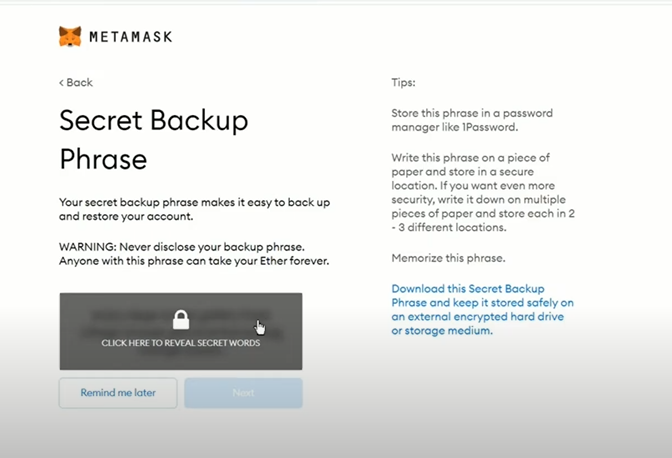 METAMASK
< Back
Secret Backup
Phrase
Your secret backup phrase makes it easy to back up
and restore your account.
WARNING: Never disclose your backup phrase.
Anyone with this phrase can take your Ether forever.
CLICK HERE TO REVEAL SECRET WORDS
Remind me later
Next
Tips:
Store this phrase in a password
manager like 1Password.
Write this phrase on a piece of
paper and store in a secure
location. If you want even more
security, write it down on multiple
pieces of paper and store each in 2
- 3 different locations.
Memorize this phrase.
Download this Secret Backup
Phrase and keep it stored safely on
an external encrypted hard drive
or storage medium.